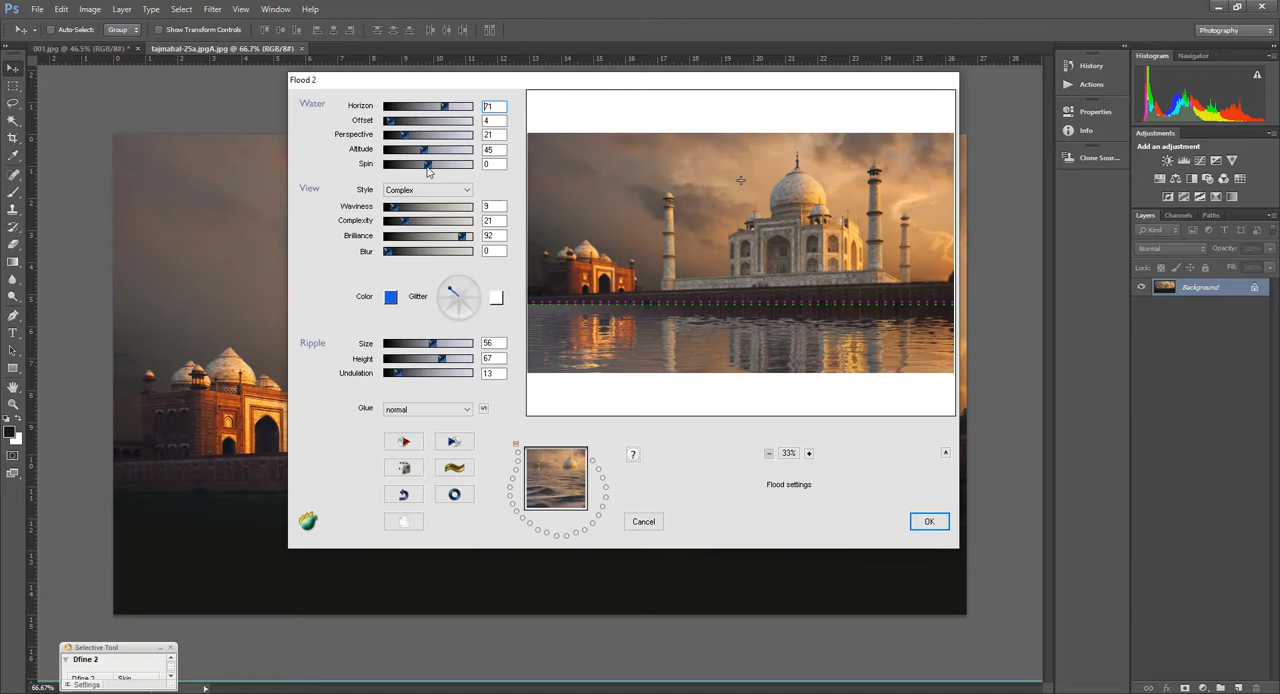 Ps File Edit Image Layer Type Select Filter View Window Help
Auto-Select: Group Show Transform Controls Photography
001.jpg @ 46.5% (RGB/8#) * × tajmahal-25a.jpgA.jpg @ 66.7% (RGB/8#) ×
Flood 2
Water
Horizon 71
Offset 4
Perspective 21
Altitude 45
Spin 0
View
Style Complex
Waviness 9
Complexity 21
Brilliance 92
Blur 0
Color Glitter
Ripple
Size 56
Height 67
Undulation 13
Glue normal
?
33%
Flood settings
Cancel
OK
History
Actions
Properties
Info
Clone Sour...
Histogram Navigator
Adjustments
Add an adjustment
Layers Channels Paths
Kind
Normal Opacity:
Lock: Fill:
Background
Selective Tool
Dfine 2
Dfine 2 Skin
Settings
66.67%